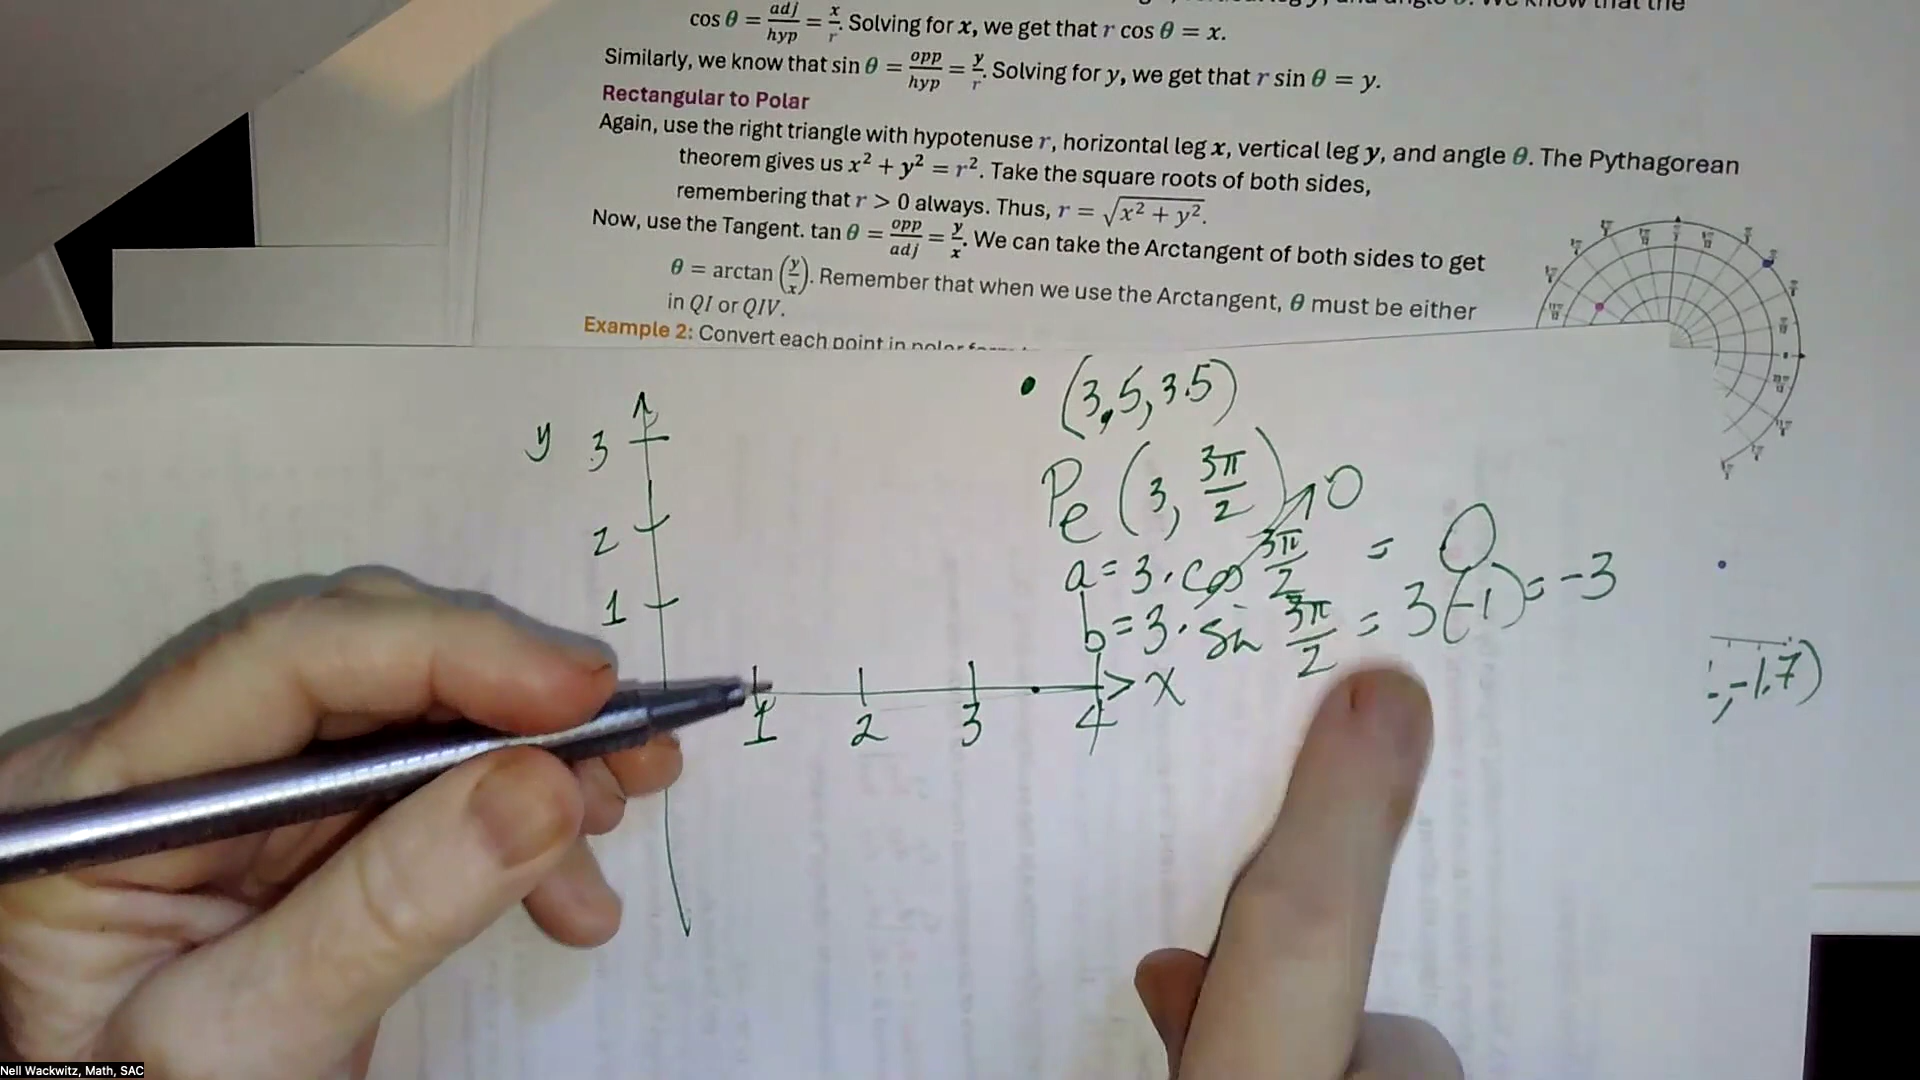 cos θ = adj/hyp = x/r. Solving for x, we get that r cos θ = x.
Similarly, we know that sin θ = opp/hyp = y/r. Solving for y, we get that r sin θ = y.
Rectangular to Polar
Again, use the right triangle with hypotenuse r, horizontal leg x, vertical leg y, and angle θ. The Pythagorean
theorem gives us x² + y² = r². Take the square roots of both sides,
remembering that r > 0 always. Thus, r = √(x² + y²).
Now, use the Tangent. tan θ = opp/adj = y/x. We can take the Arctangent of both sides to get
θ = arctan (y/x). Remember that when we use the Arctangent, θ must be either
in QI or QIV.
Example 2: Convert each point in polar
• (3.5, 3.5)
y 3
Pe (3, 3π/2)
0
2
a = 3 · cos 3π/2 = 0
1
b = 3 · sin 3π/2 = 3(-1) = -3
x
1 2 3 4
, -1.7)
Nell Wackwitz, Math, SAC